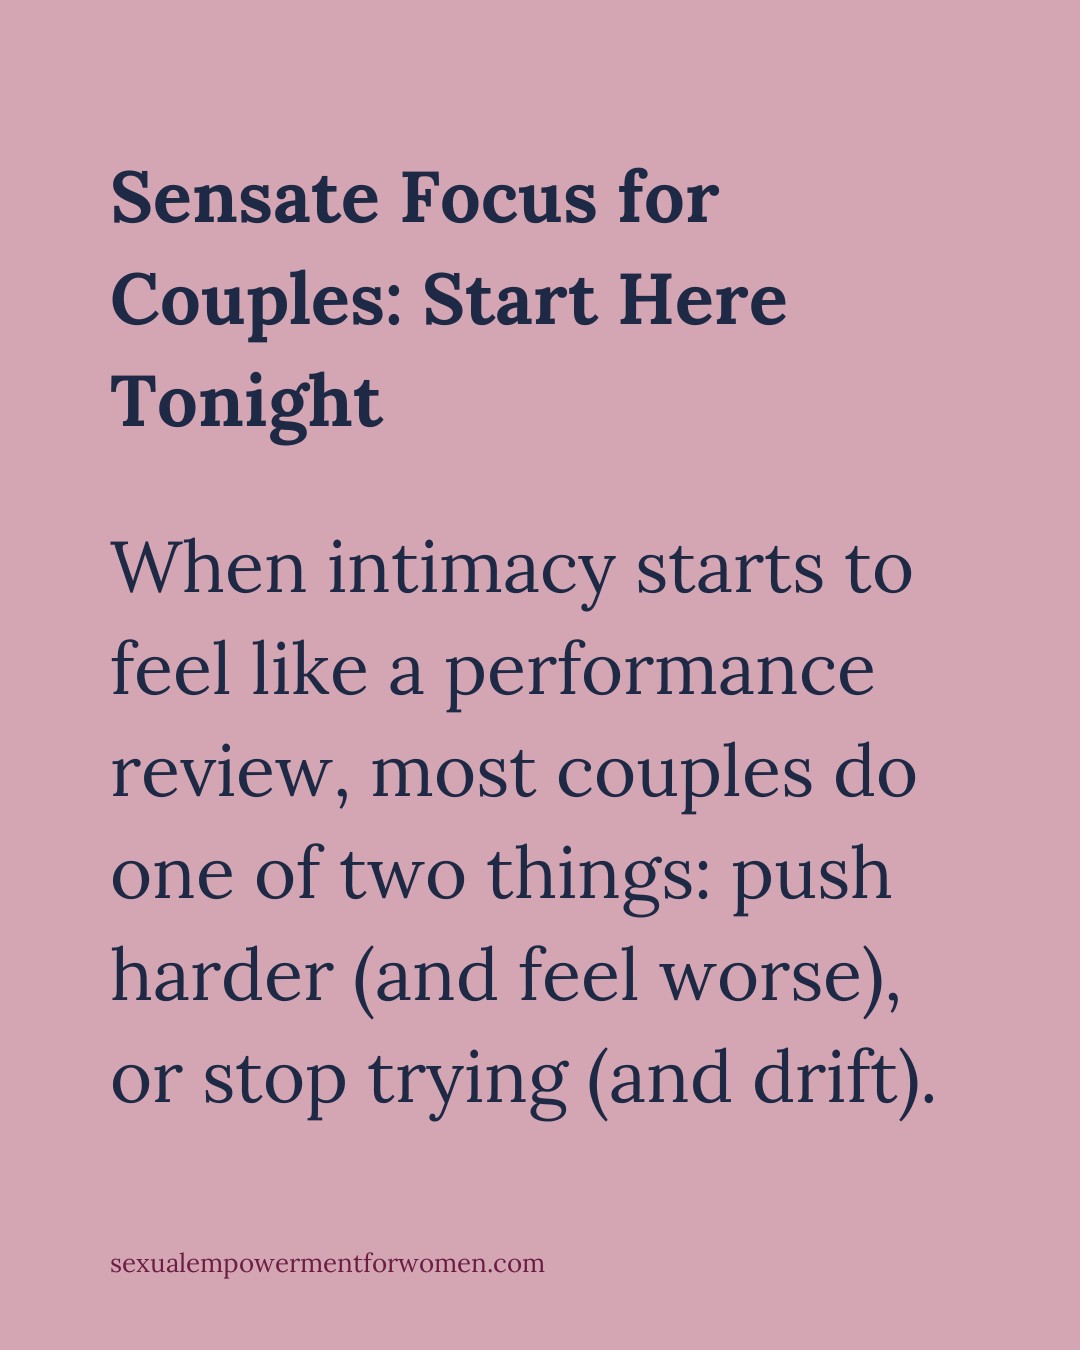 Sensate Focus for
Couples: Start Here
Tonight
When intimacy starts to
feel like a performance
review, most couples do
one of two things: push
harder (and feel worse),
or stop trying (and drift).
sexualempowermentforwomen.com